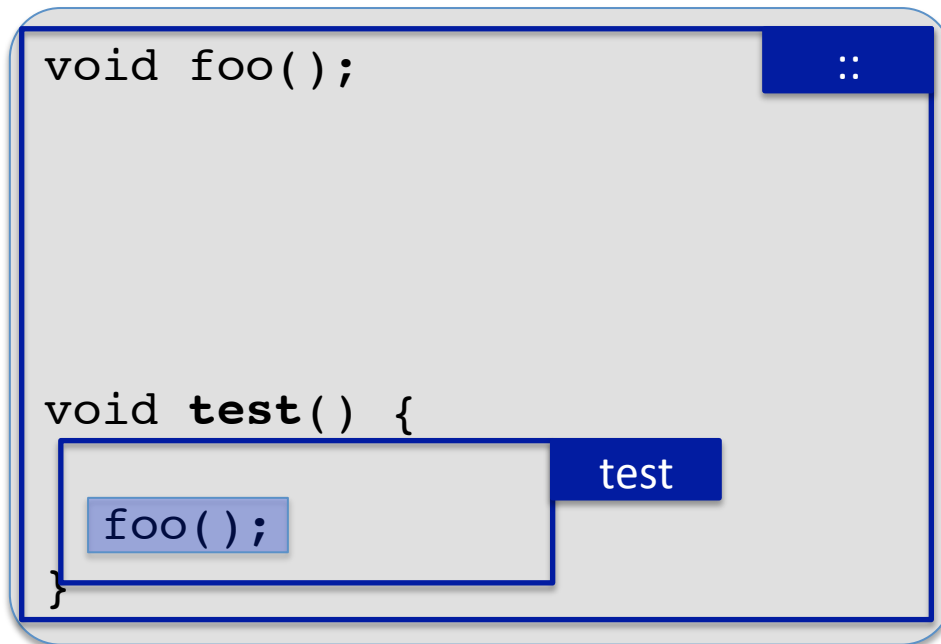 void foo();
::
void test() {
test
foo();
}